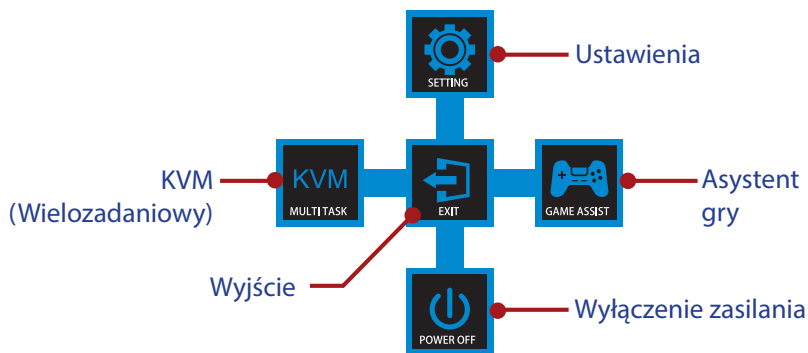 SETTING
Ustawienia
KVM
(Wielozadaniowy)
KVM
MULTI TASK
EXIT
GAME ASSIST
Asystent
gry
Wyjście
POWER OFF
Wyłączenie zasilania